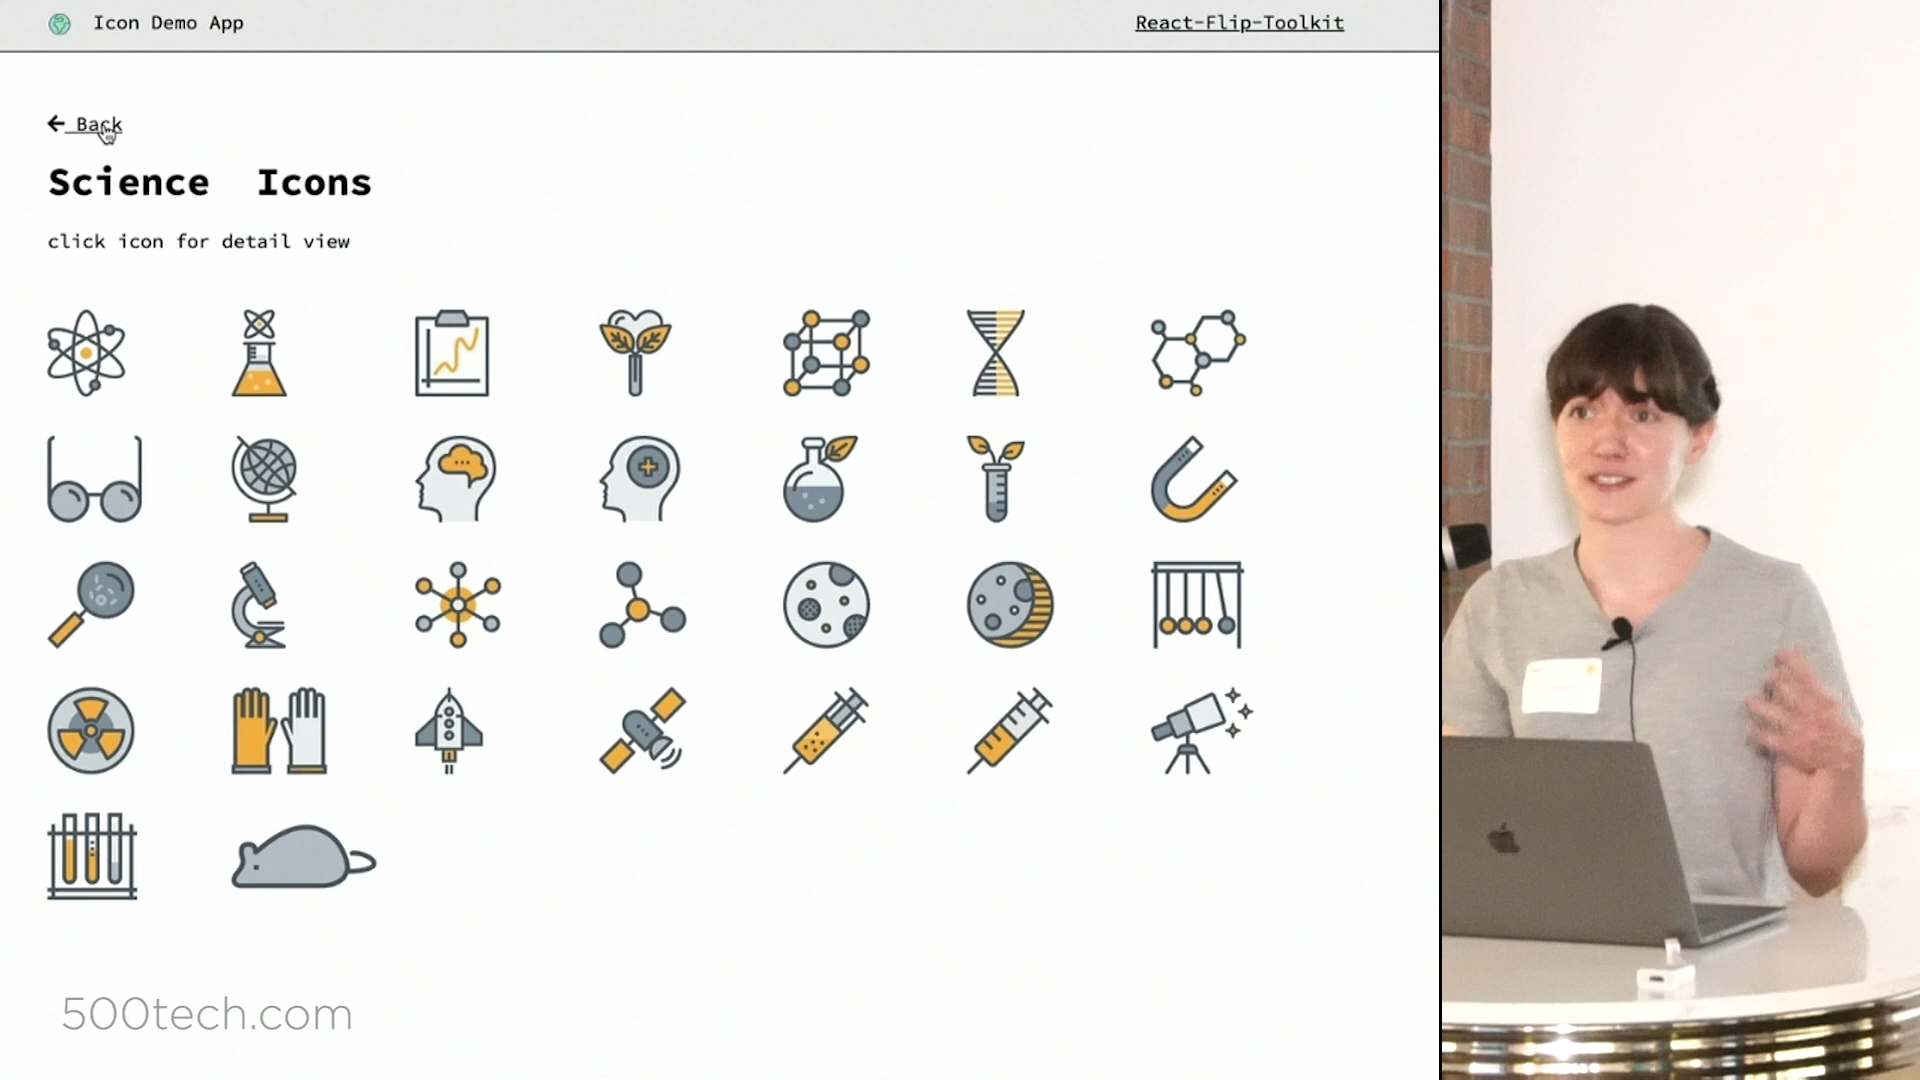 Icon Demo App
React-Flip-Toolkit
Back
Science Icons
click icon for detail view
500tech.com